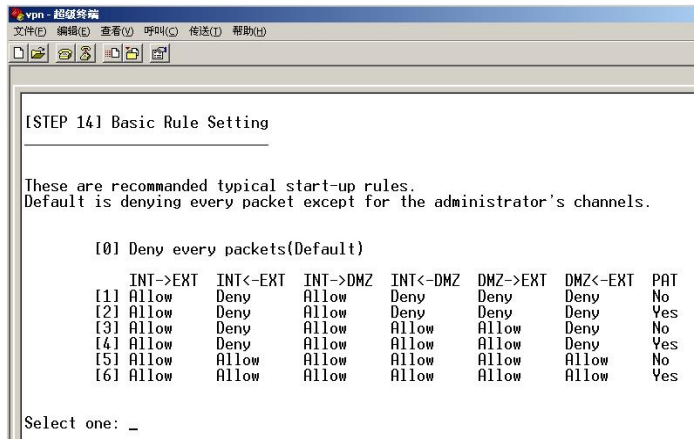 vpn - 超级终端
文件(F) 编辑(E) 查看(V) 呼叫(C) 传送(T) 帮助(H)
[STEP 14] Basic Rule Setting
These are recommanded typical start-up rules.
Default is denying every packet except for the administrator's channels.
[0] Deny every packets(Default)
INT->EXT INT<-EXT INT->DMZ INT<-DMZ DMZ->EXT DMZ<-EXT PAT
[1] Allow Deny Allow Deny Deny Deny No
[2] Allow Deny Allow Deny Deny Deny Yes
[3] Allow Deny Allow Allow Allow Deny No
[4] Allow Deny Allow Allow Allow Deny Yes
[5] Allow Allow Allow Allow Allow Allow No
[6] Allow Allow Allow Allow Allow Allow Yes
Select one: _